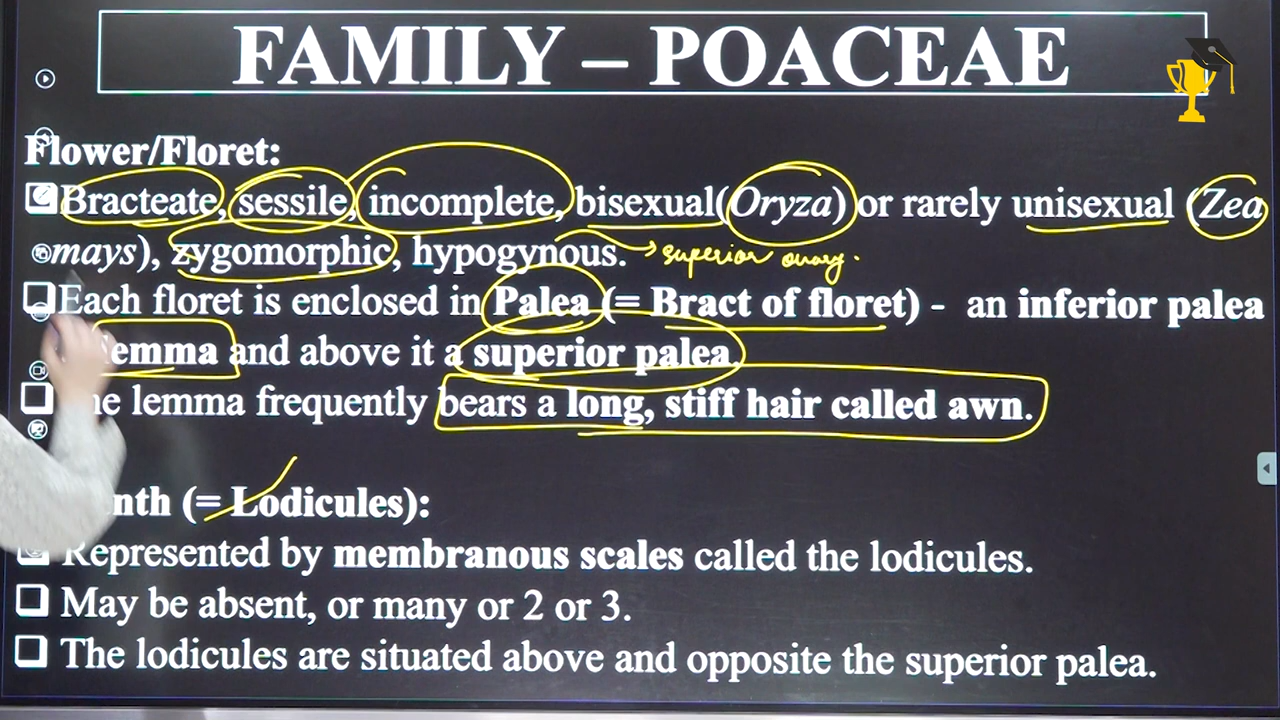 FAMILY – POACEAE
Flower/Floret:
Bracteate, sessile, incomplete, bisexual(Oryza) or rarely unisexual (Zea
mays), zygomorphic, hypogynous. → superior ovary.
Each floret is enclosed in Palea (= Bract of floret) - an inferior palea
lemma and above it a superior palea.
he lemma frequently bears a long, stiff hair called awn.
nth (= Lodicules):
Represented by membranous scales called the lodicules.
May be absent, or many or 2 or 3.
The lodicules are situated above and opposite the superior palea.